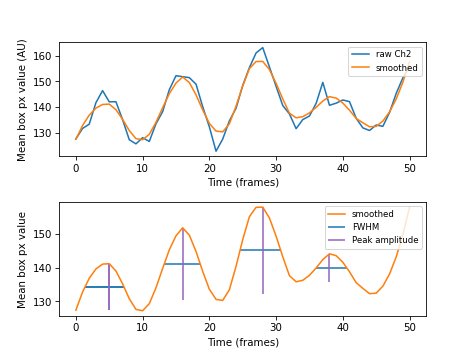 Mean box px value (AU)
160
150
140
130
raw Ch2
smoothed
0
10
20
30
40
50
Time (frames)
Mean box px value
150
140
130
smoothed
FWHM
Peak amplitude
0
10
20
30
40
50
Time (frames)